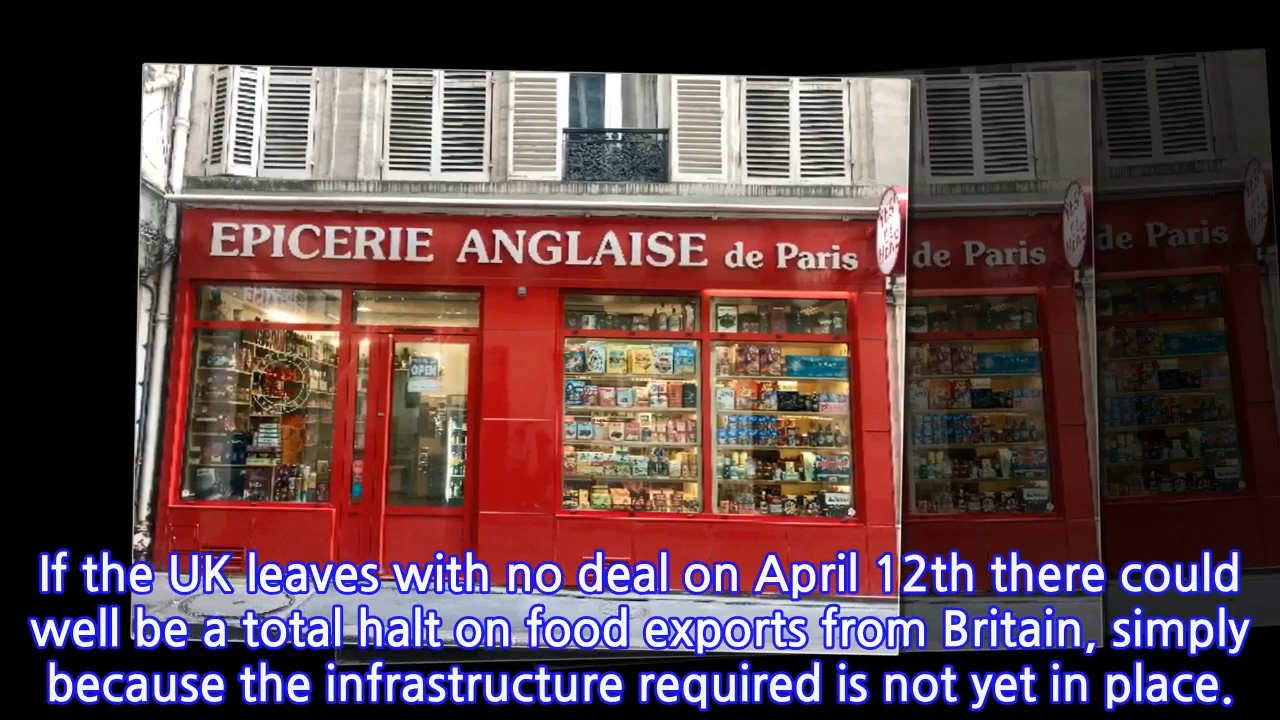 EPICERIE ANGLAISE de Paris
de Paris
de Paris
OPEN
If the UK leaves with no deal on April 12th there could
well be a total halt on food exports from Britain, simply
because the infrastructure required is not yet in place.